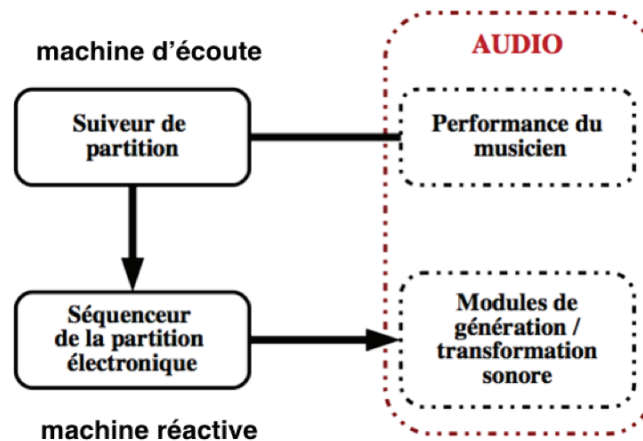 machine d'écoute
AUDIO
Suiveur de
partition
Performance du
musicien
Séquenceur
de la partition
électronique
Modules de
génération /
transformation
sonore
machine réactive